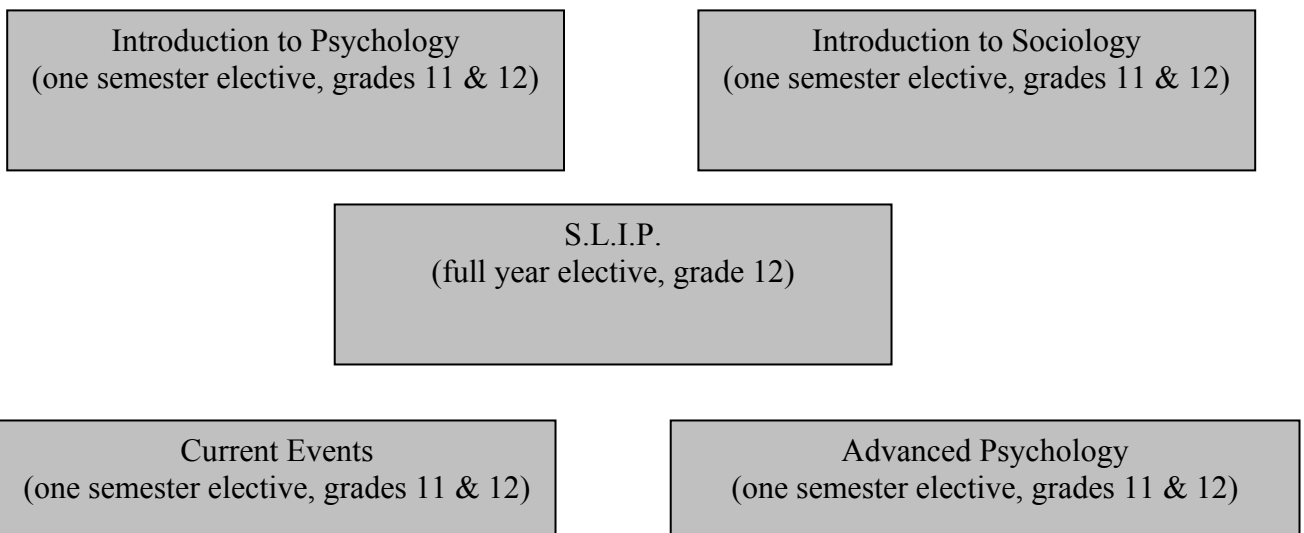 Introduction to Psychology
(one semester elective, grades 11 & 12)
Introduction to Sociology
(one semester elective, grades 11 & 12)
S.L.I.P.
(full year elective, grade 12)
Current Events
(one semester elective, grades 11 & 12)
Advanced Psychology
(one semester elective, grades 11 & 12)